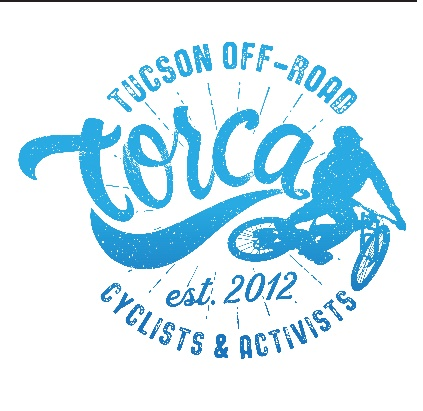 TUCSON OFF-ROAD
torca
est. 2012
CYCLISTS & ACTIVISTS